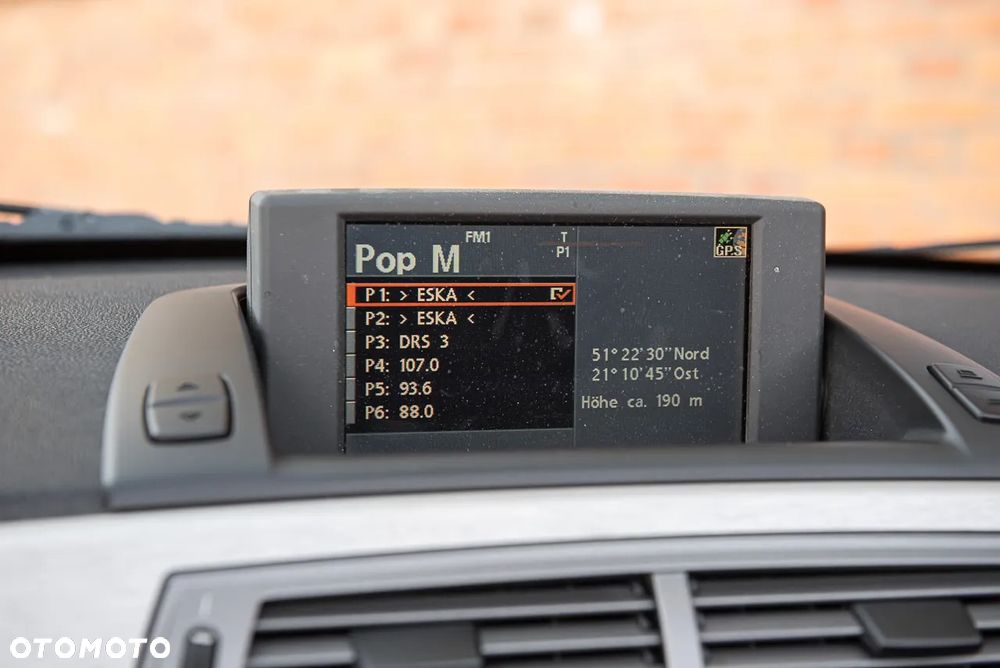 FM1
T
Pop M
P1
GPS
P1: > ESKA <
P2: > ESKA <
P3: DRS 3
P4: 107.0
P5: 93.6
P6: 88.0
51°22'30"Nord
21°10'45"Ost
Höhe ca. 190 m
OTOMOTO